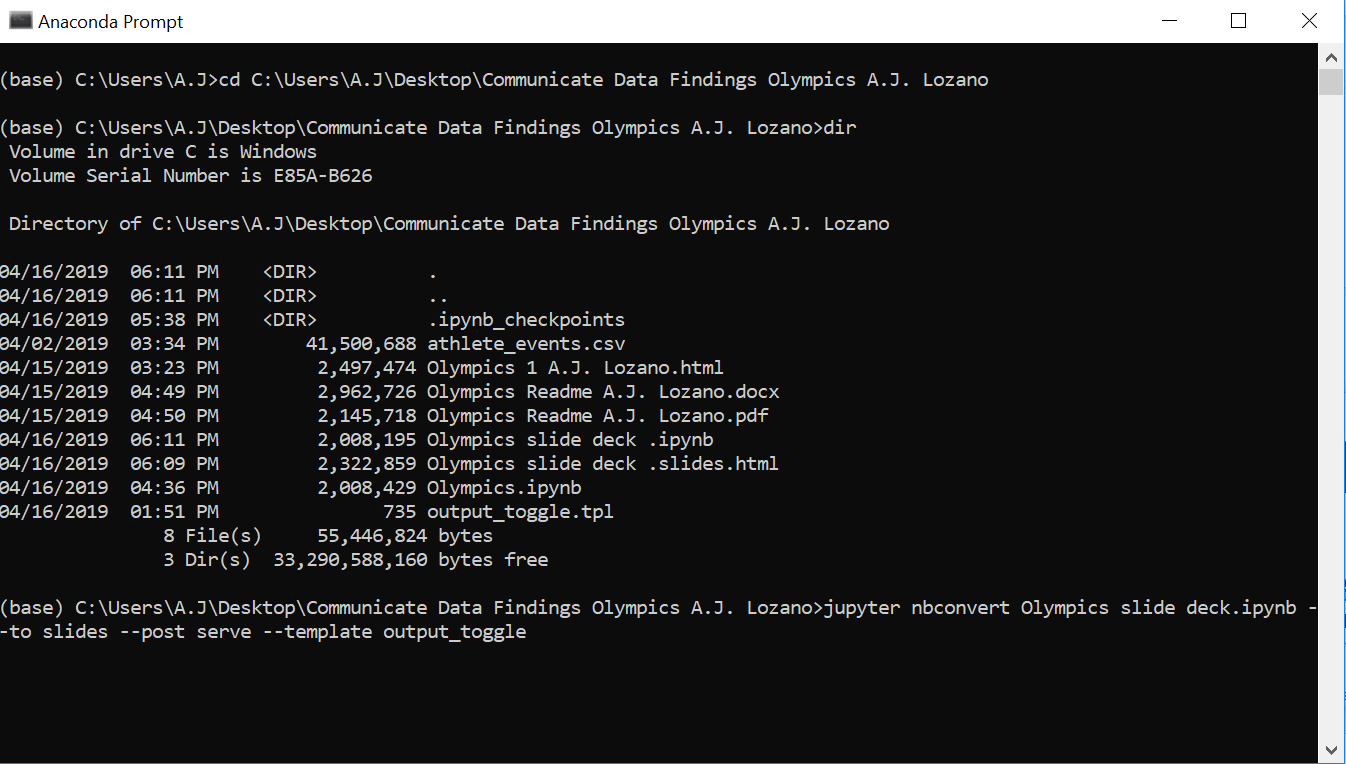 Anaconda Prompt
(base) C:\Users\A.J>cd C:\Users\A.J\Desktop\Communicate Data Findings Olympics A.J. Lozano
(base) C:\Users\A.J\Desktop\Communicate Data Findings Olympics A.J. Lozano>dir
 Volume in drive C is Windows
 Volume Serial Number is E85A-B626
 Directory of C:\Users\A.J\Desktop\Communicate Data Findings Olympics A.J. Lozano
04/16/2019  06:11 PM    <DIR>          .
04/16/2019  06:11 PM    <DIR>          ..
04/16/2019  05:38 PM    <DIR>          .ipynb_checkpoints
04/02/2019  03:34 PM        41,500,688 athlete_events.csv
04/15/2019  03:23 PM         2,497,474 Olympics 1 A.J. Lozano.html
04/15/2019  04:49 PM         2,962,726 Olympics Readme A.J. Lozano.docx
04/15/2019  04:50 PM         2,145,718 Olympics Readme A.J. Lozano.pdf
04/16/2019  06:11 PM         2,008,195 Olympics slide deck .ipynb
04/16/2019  06:09 PM         2,322,859 Olympics slide deck .slides.html
04/16/2019  04:36 PM         2,008,429 Olympics.ipynb
04/16/2019  01:51 PM               735 output_toggle.tpl
               8 File(s)     55,446,824 bytes
               3 Dir(s)  33,290,588,160 bytes free
(base) C:\Users\A.J\Desktop\Communicate Data Findings Olympics A.J. Lozano>jupyter nbconvert Olympics slide deck.ipynb -
-to slides --post serve --template output_toggle